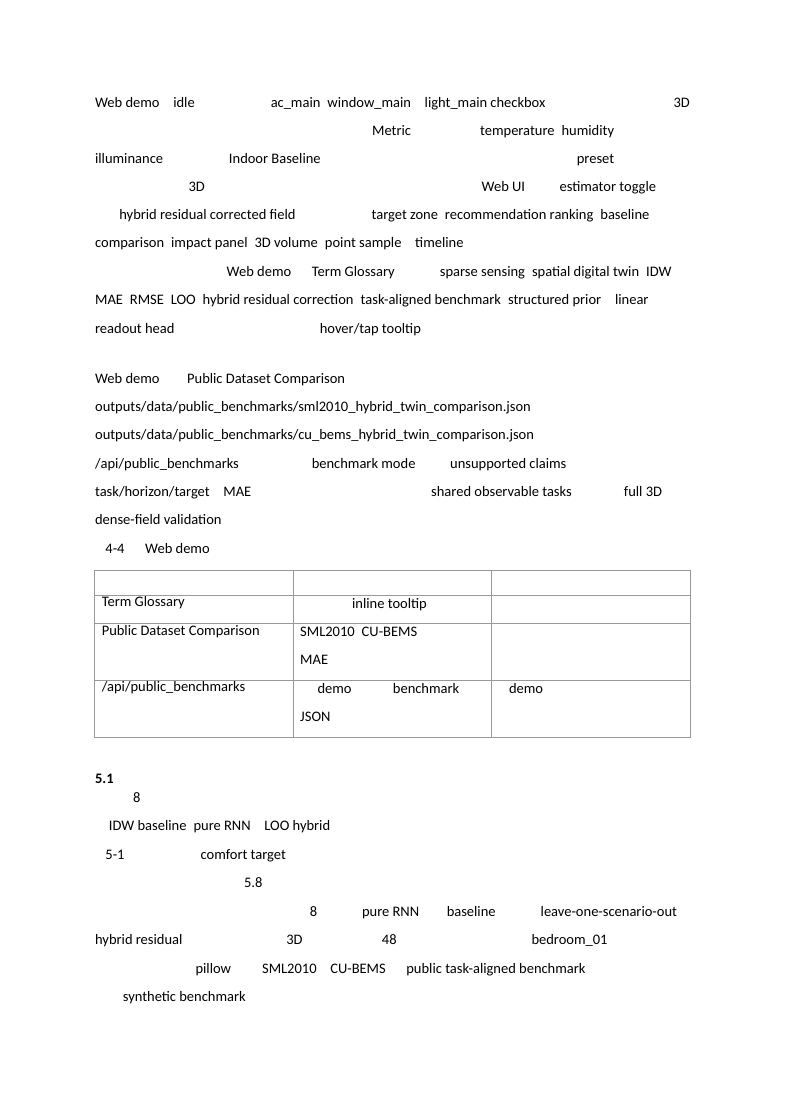 Web demo idle ac_main window_main light_main checkbox 3D
Metric temperature humidity
illuminance Indoor Baseline preset
3D Web UI estimator toggle
hybrid residual corrected field target zone recommendation ranking baseline
comparison impact panel 3D volume point sample timeline
Web demo Term Glossary sparse sensing spatial digital twin IDW
MAE RMSE LOO hybrid residual correction task-aligned benchmark structured prior linear
readout head hover/tap tooltip
Web demo Public Dataset Comparison
outputs/data/public_benchmarks/sml2010_hybrid_twin_comparison.json
outputs/data/public_benchmarks/cu_bems_hybrid_twin_comparison.json
/api/public_benchmarks benchmark mode unsupported claims
task/horizon/target MAE shared observable tasks full 3D
dense-field validation
4-4 Web demo
Term Glossary inline tooltip
Public Dataset Comparison SML2010 CU-BEMS
MAE
/api/public_benchmarks demo benchmark demo
JSON
5.1
8
IDW baseline pure RNN LOO hybrid
5-1 comfort target
5.8
8 pure RNN baseline leave-one-scenario-out
hybrid residual 3D 48 bedroom_01
pillow SML2010 CU-BEMS public task-aligned benchmark
synthetic benchmark